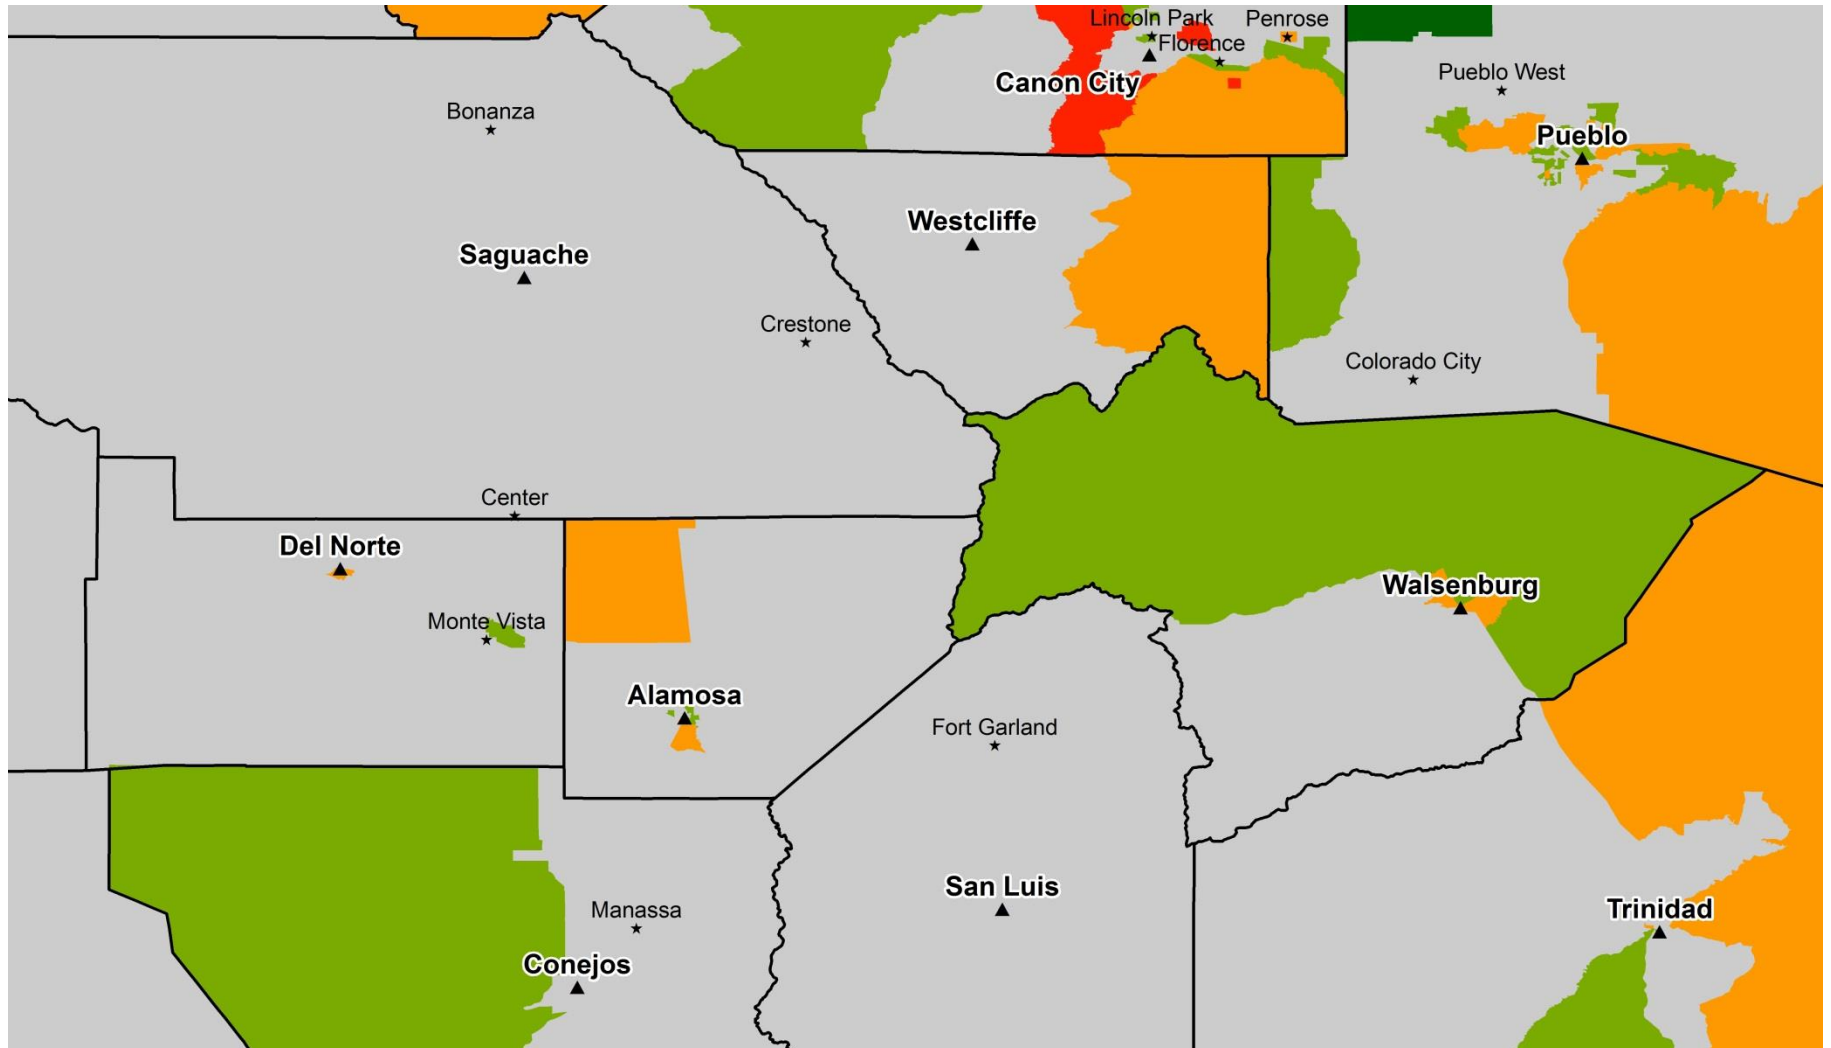 Lincoln Park
Penrose
Florence
Canon City
Pueblo West
Bonanza
Pueblo
Westcliffe
Saguache
Crestone
Colorado City
Center
Del Norte
Walsenburg
Monte Vista
Alamosa
Fort Garland
San Luis
Manassa
Trinidad
Conejos